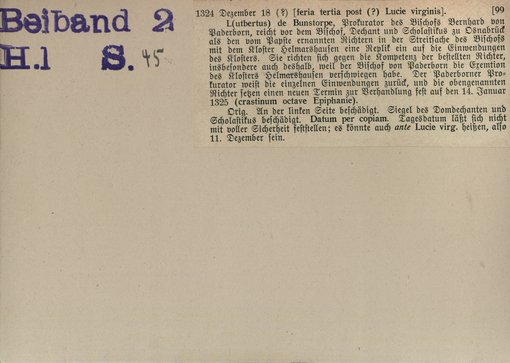 Beiband 2
H.1 S. 45
1324 Dezember 18 (?) [feria tertia post (?) Lucie virginis]. [99
L(utbertus) de Bunstorpe, Prokurator des Bischofs Bernhard von
Paderborn, reicht vor dem Bischof, Dechant und Scholastikus zu Osnabrück
als den vom Papste ernannten Richtern in der Streitsache des Bischofs
mit dem Kloster Helmarshausen eine Replik ein auf die Einwendungen
des Klosters. Sie richten sich gegen die Kompetenz der bestellten Richter,
insbesondere auch deshalb, weil der Bischof von Paderborn die Exemtion
des Klosters Helmarshausen verschwiegen habe. Der Paderborner Pro-
kurator weist die einzelnen Einwendungen zurück, und die obengenannten
Richter setzen einen neuen Termin zur Verhandlung fest auf den 14. Januar
1325 (crastinum octave Epiphanie).
Orig. An der linken Seite beschädigt. Siegel des Domdechanten und
Scholastikus beschädigt. Datum per copiam. Tagesdatum läßt sich nicht
mit voller Sicherheit feststellen; es könnte auch ante Lucie virg. heißen, also
11. Dezember sein.